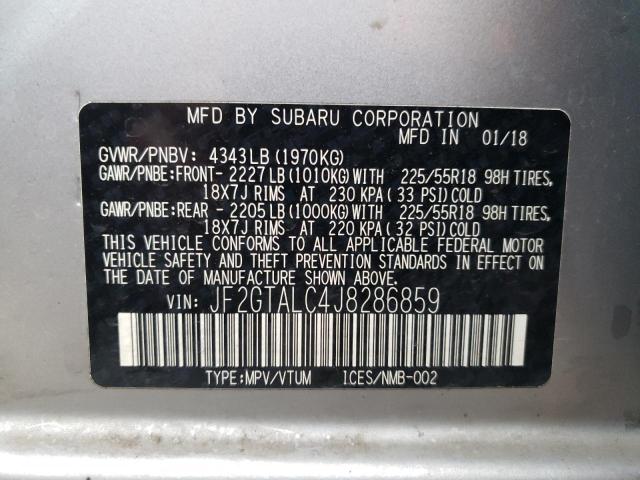 MFD BY SUBARU CORPORATION
MFD IN 01/18
GVWR/PNBV: 4343LB(1970KG)
GAWR/PNBE:FRONT- 2227LB(1010KG)WITH 225/55R18 98H TIRES,
18X7J RIMS AT 230 KPA(33 PSI)COLD
GAWR/PNBE:REAR - 2205LB(1000KG)WITH 225/55R18 98H TIRES,
18X7J RIMS AT 220 KPA(32 PSI)COLD
THIS VEHICLE CONFORMS TO ALL APPLICABLE FEDERAL MOTOR
VEHICLE SAFETY AND THEFT PREVENTION STANDARDS IN EFFECT ON
THE DATE OF MANUFACTURE SHOWN ABOVE.
VIN: JF2GTALC4J8286859
TYPE:MPV/VTUM ICES/NMB-002